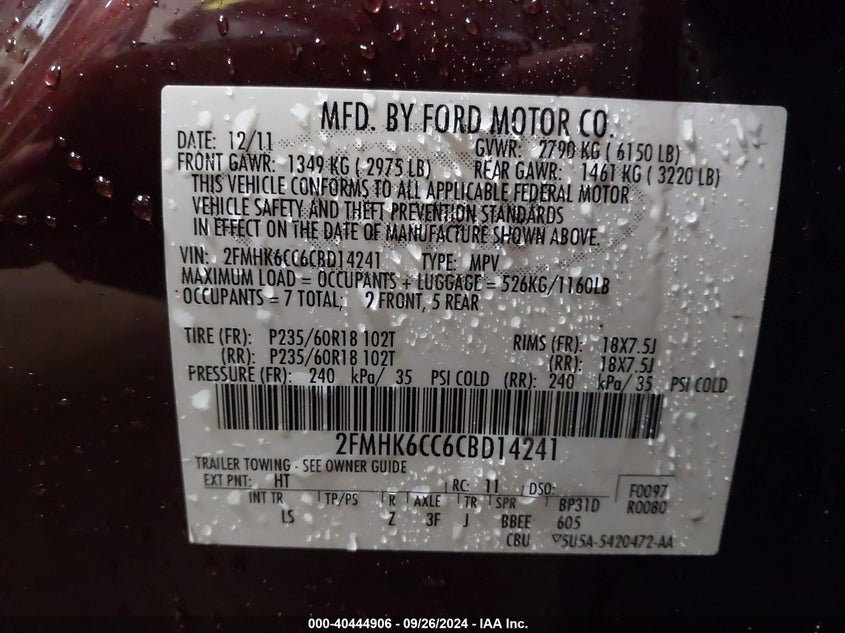 MFD. BY FORD MOTOR CO.
DATE: 12/11 GVWR: 2790 KG ( 6150 LB)
FRONT GAWR: 1349 KG ( 2975 LB) REAR GAWR: 1461 KG ( 3220 LB)
THIS VEHICLE CONFORMS TO ALL APPLICABLE FEDERAL MOTOR
VEHICLE SAFETY AND THEFT PREVENTION STANDARDS
IN EFFECT ON THE DATE OF MANUFACTURE SHOWN ABOVE.
VIN: 2FMHK6CC6CBD14241 TYPE: MPV
MAXIMUM LOAD = OCCUPANTS + LUGGAGE = 526KG/1160LB
OCCUPANTS = 7 TOTAL; 2 FRONT, 5 REAR
TIRE (FR): P235/60R18 102T RIMS (FR): 18X7.5J
(RR): P235/60R18 102T (RR): 18X7.5J
PRESSURE (FR): 240 kPa/ 35 PSI COLD (RR): 240 kPa/ 35 PSI COLD
2FMHK6CC6CBD14241
TRAILER TOWING - SEE OWNER GUIDE
EXT PNT: HT RC: 11 DSO: F0097
INT TR TP/PS R AXLE TR SPR BP31D R0080
LS Z 3F J BBEE 605
CBU ▽5U5A-5420472-AA
000-40444906 - 09/26/2024 - IAA Inc.